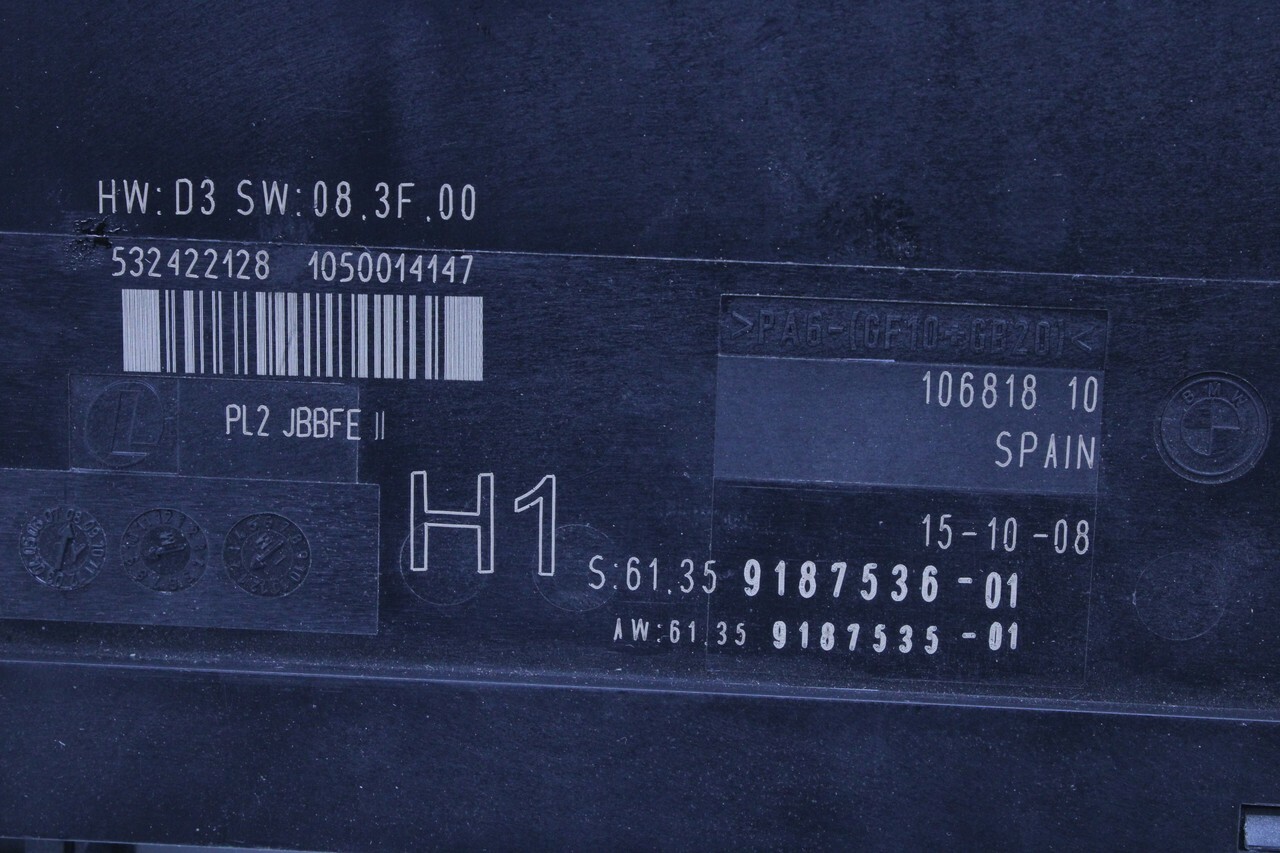 HW: D3 SW: 08.3F.00
532422128 1050014147
>PA6-(GF10+GB20)<
106818 10
PL2 JBBFE II
SPAIN
BMW
H1
15-10-08
S:61.35 9187536-01
AW:61.35 9187535-01